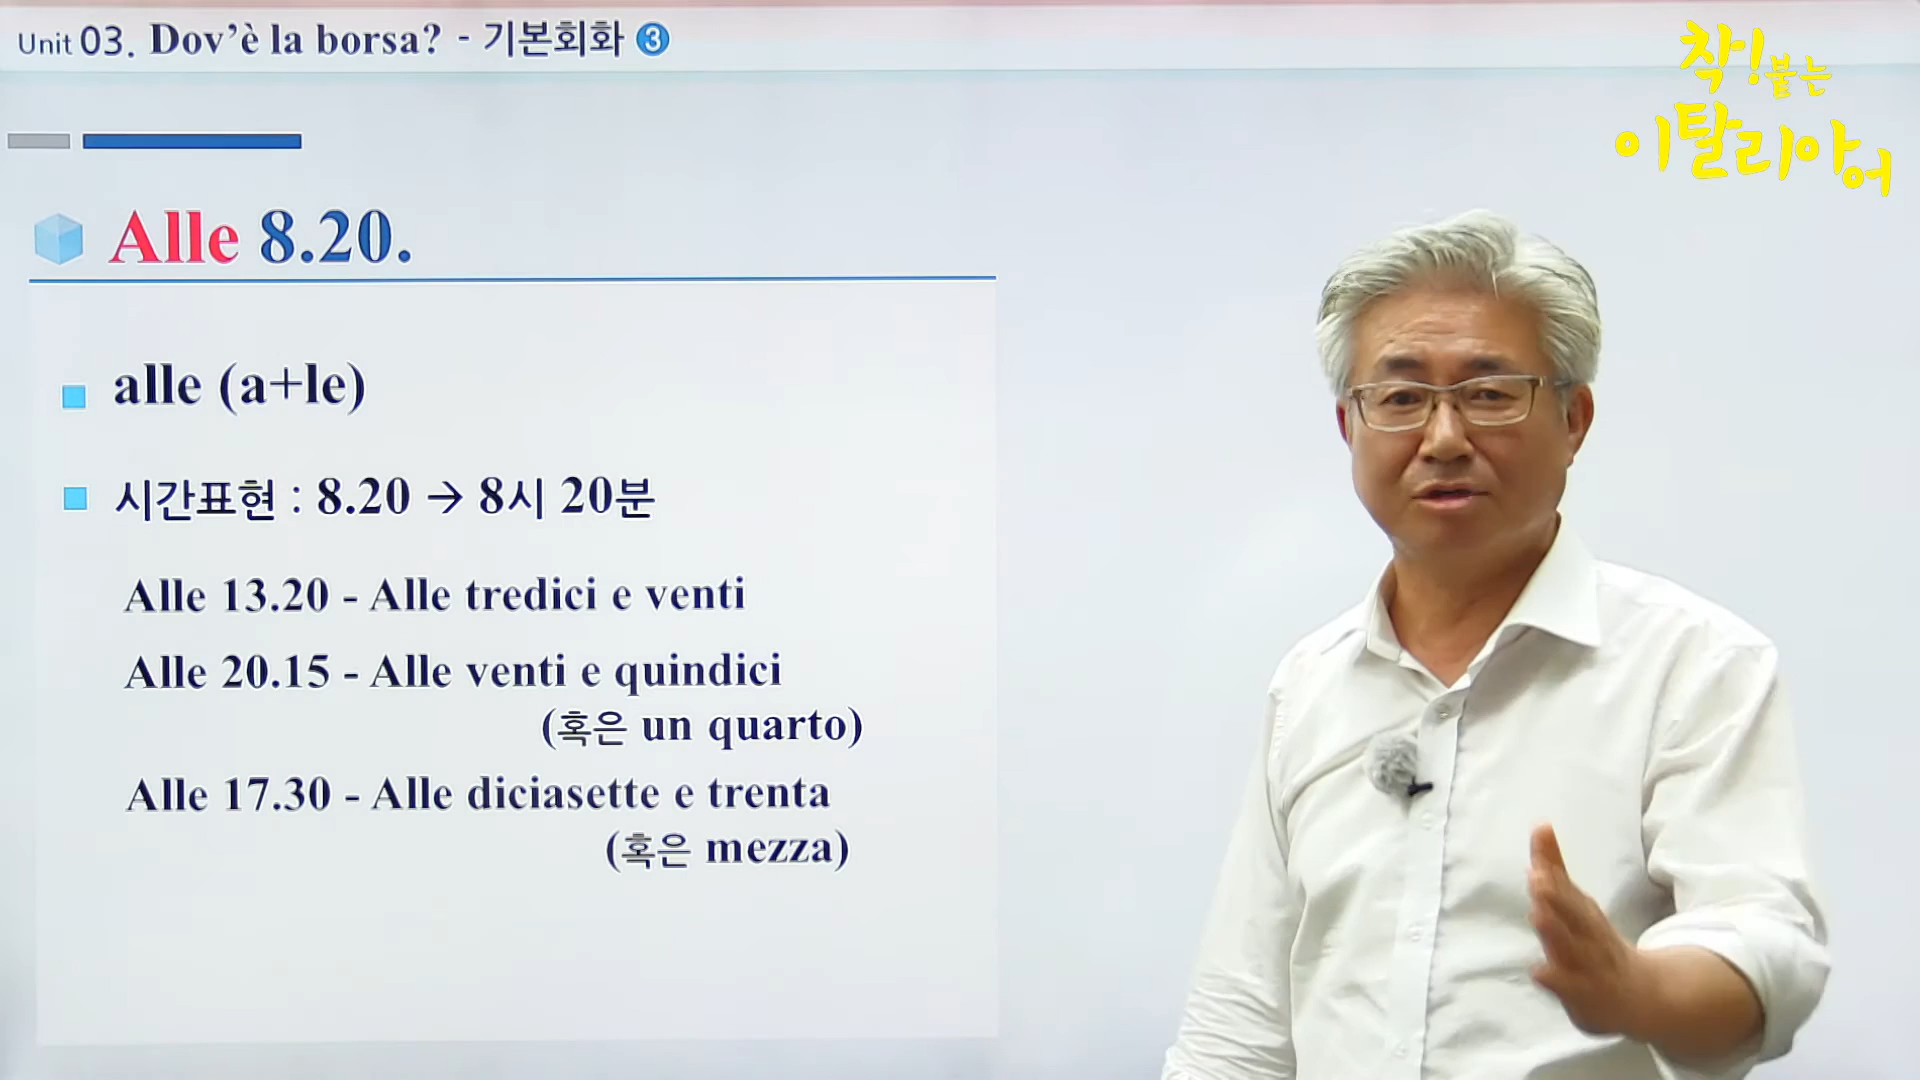 Unit 03. Dov'è la borsa? - 기본회화 3
착! 붙는
이탈리아어
Alle 8.20.
alle (a+le)
시간표현 : 8.20 → 8시 20분
Alle 13.20 - Alle tredici e venti
Alle 20.15 - Alle venti e quindici
(혹은 un quarto)
Alle 17.30 - Alle diciasette e trenta
(혹은 mezza)